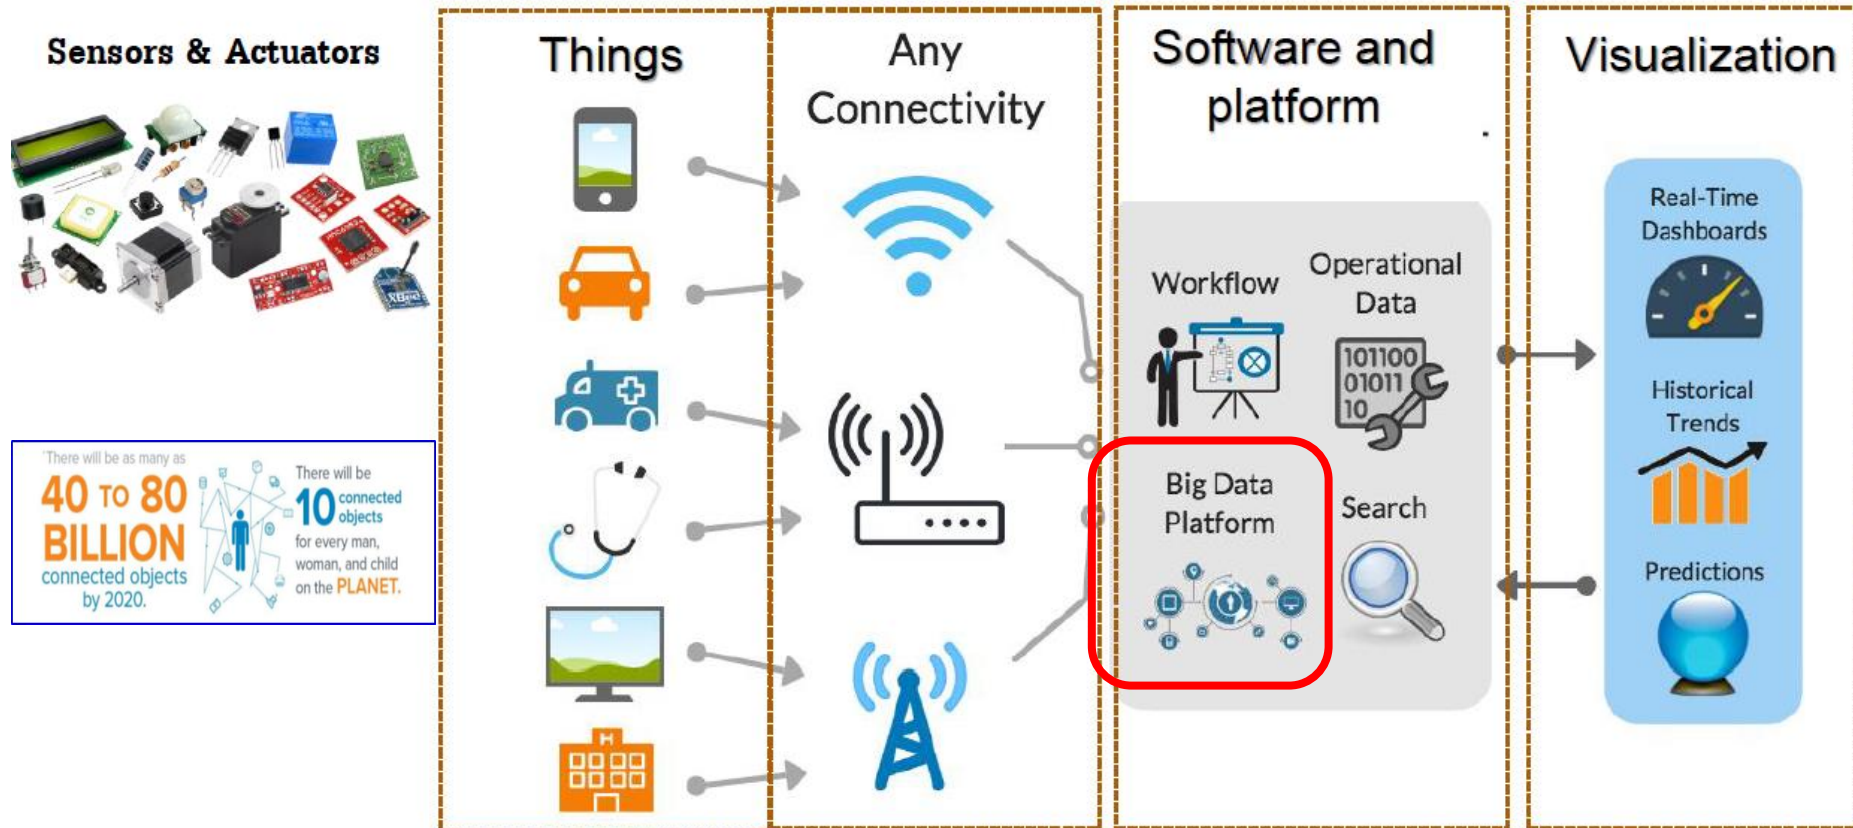 Sensors & Actuators
"There will be as many as
40 TO 80
BILLION
connected objects
by 2020.
There will be
10 connected
objects
for every man,
woman, and child
on the PLANET.
Things
H
Any
Connectivity
Software and
platform
.
Workflow
Operational
Data
101100
01011
10
Big Data
Platform
Search
Visualization
Real-Time
Dashboards
Historical
Trends
Predictions